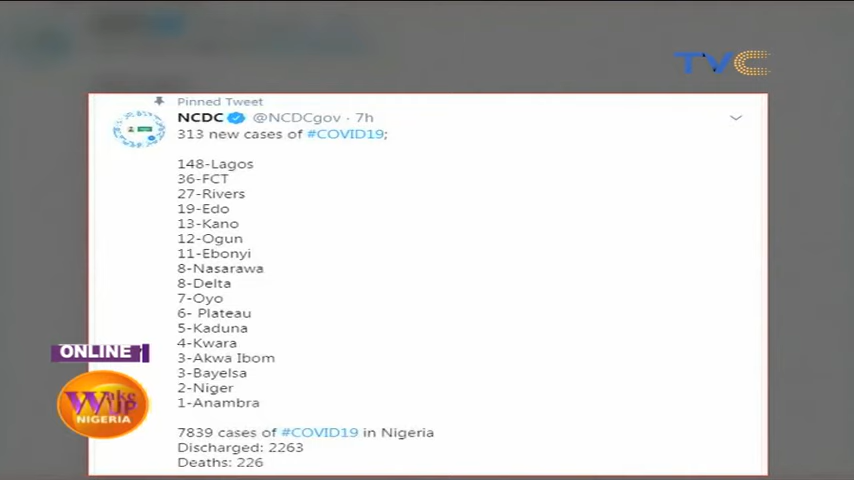 TVC
Pinned Tweet
NCDC @NCDCgov · 7h
313 new cases of #COVID19;
148-Lagos
36-FCT
27-Rivers
19-Edo
13-Kano
12-Ogun
11-Ebonyi
8-Nasarawa
8-Delta
7-Oyo
6- Plateau
5-Kaduna
4-Kwara
3-Akwa Ibom
3-Bayelsa
2-Niger
1-Anambra
7839 cases of #COVID19 in Nigeria
Discharged: 2263
Deaths: 226
ONLINE
Wake
UP
NIGERIA